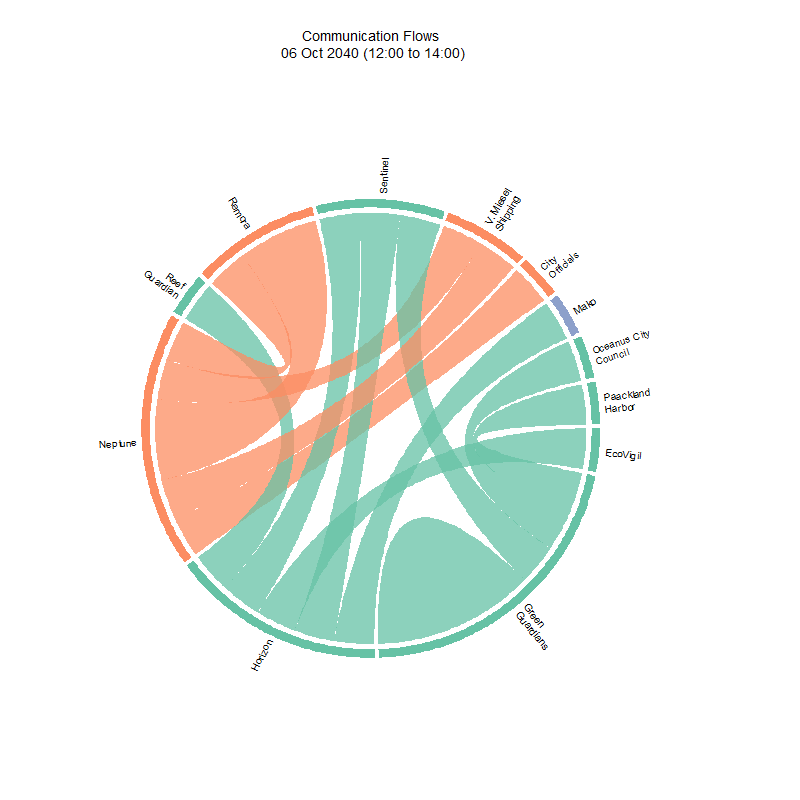 Communication Flows
06 Oct 2040 (12:00 to 14:00)
Sentinel
Remora
V. Miesel
Shipping
City
Officials
Reef
Guardian
Mako
Oceanus City
Council
Paackland
Harbor
Neptune
EcoVigil
Green
Guardians
Horizon